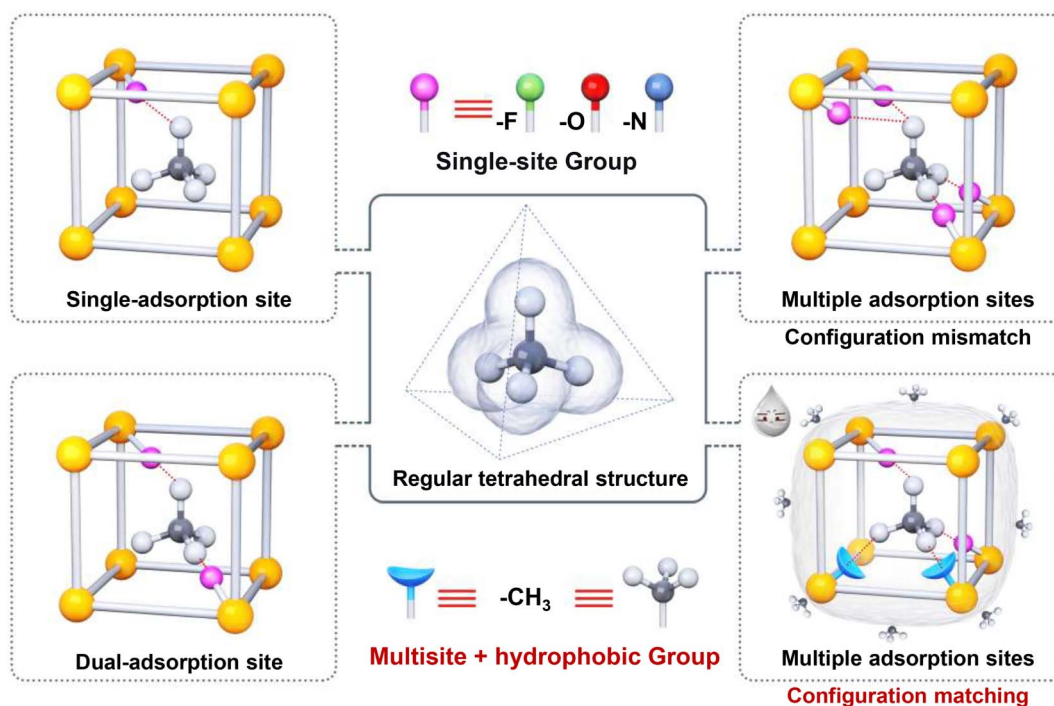 -F -O -N
Single-site Group
Single-adsorption site
Multiple adsorption sites
Configuration mismatch
Regular tetrahedral structure
-CH₃
Dual-adsorption site
Multisite + hydrophobic Group
Multiple adsorption sites
Configuration matching